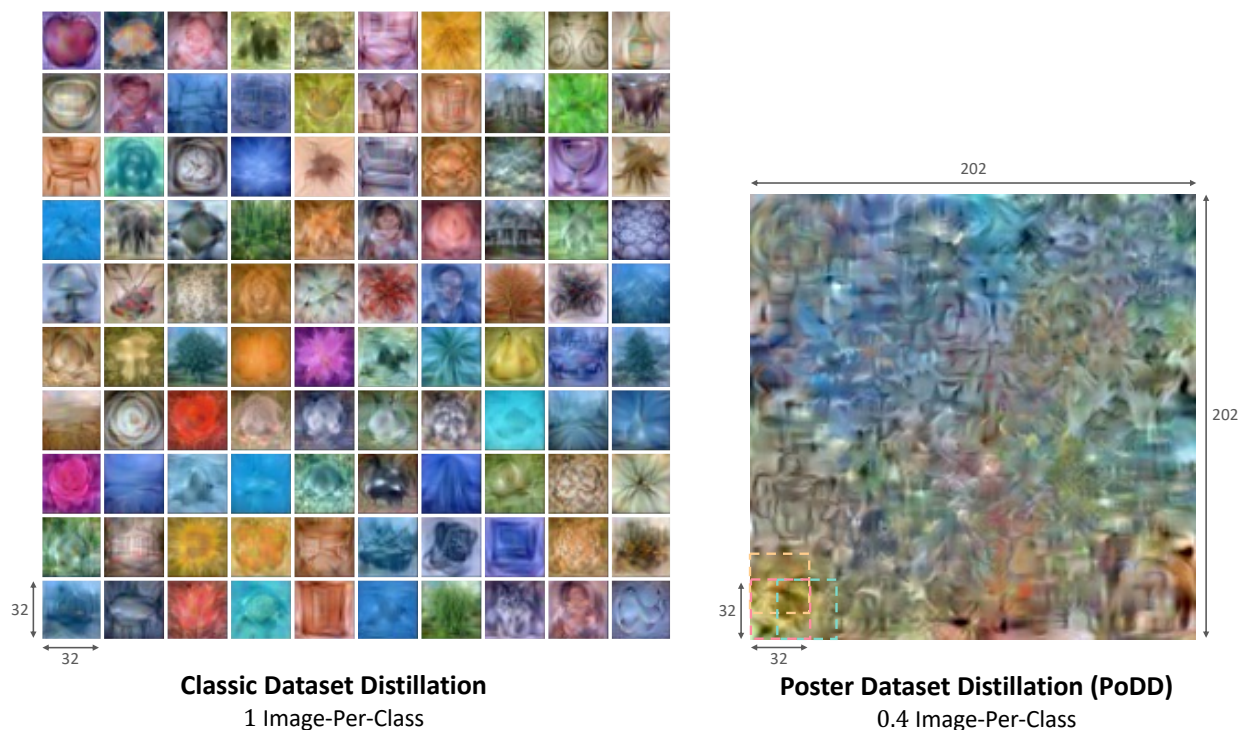 202
202
32
32
32
32
Classic Dataset Distillation
1 Image-Per-Class
Poster Dataset Distillation (PoDD)
0.4 Image-Per-Class